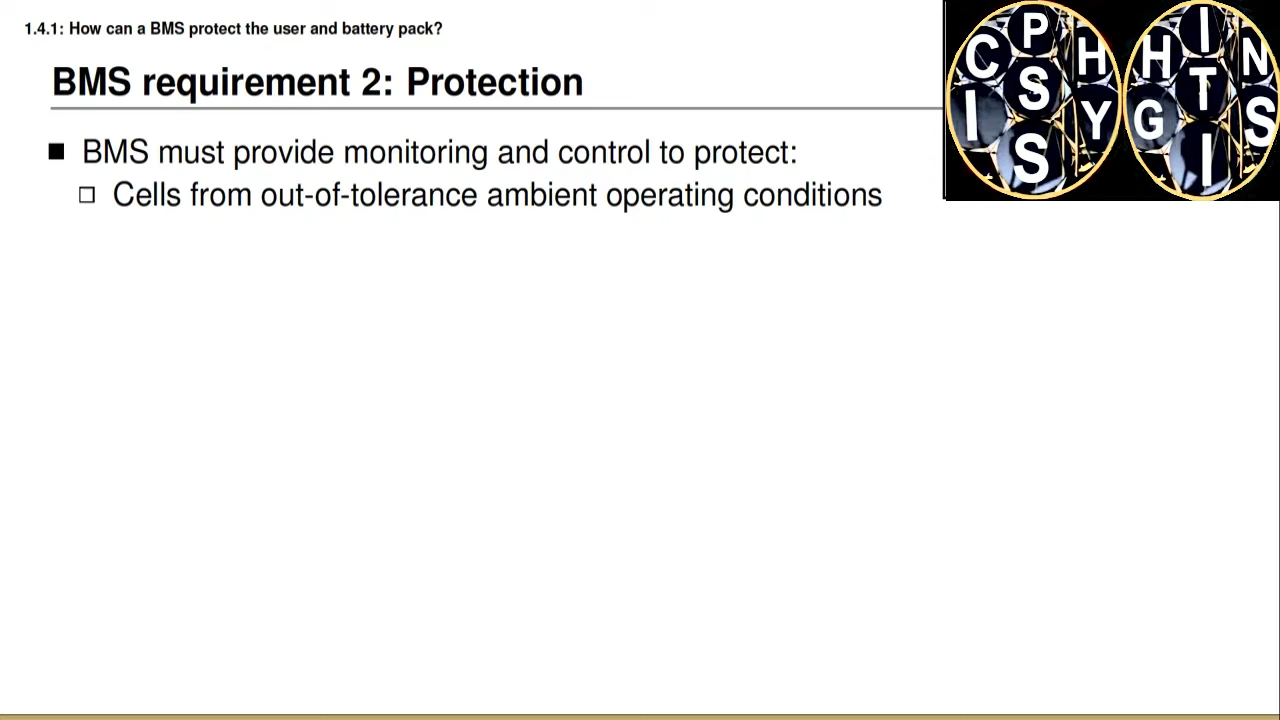 1.4.1: How can a BMS protect the user and battery pack?
BMS requirement 2: Protection
■ BMS must provide monitoring and control to protect:
□ Cells from out-of-tolerance ambient operating conditions
P I
C H H N
S T
I Y G S
S I